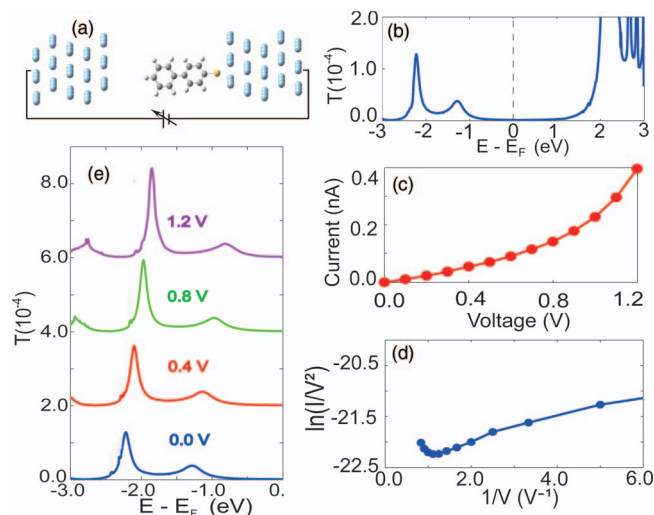 (a)
(b)
T(10⁻⁴)
2.0
1.0
0.0
-3 -2 -1 0 1 2 3
E - E_F (eV)
(c)
Current (nA)
0.4
0.2
0.0
0.0 0.4 0.8 1.2
Voltage (V)
(d)
ln(I/V²)
-20.5
-21.5
-22.5
0 2.0 4.0 6.0
1/V (V⁻¹)
(e)
T(10⁻⁴)
8.0
6.0
4.0
2.0
0.0
1.2 V
0.8 V
0.4 V
0.0 V
-3.0 -2.0 -1.0 0.
E - E_F (eV)